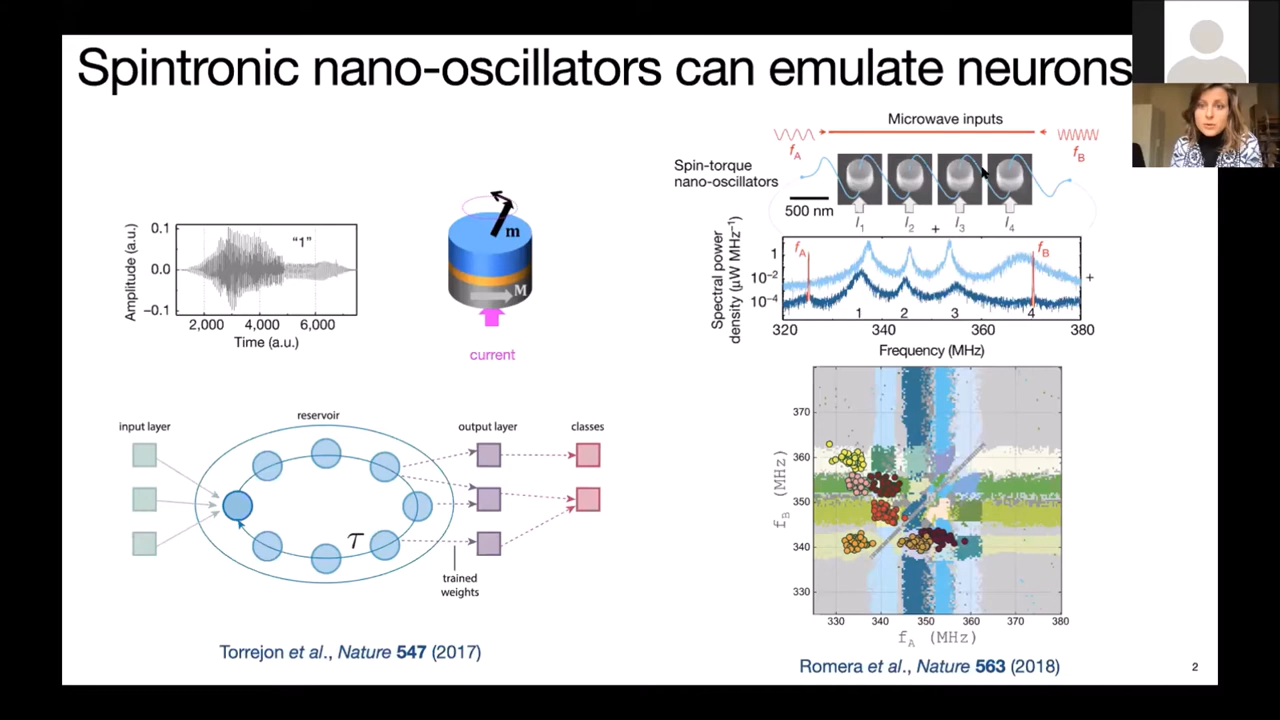 Spintronic nano-oscillators can emulate neurons
Amplitude (a.u.)
0.1
0.0
–0.1
“1”
2,000 4,000 6,000
Time (a.u.)
m
M
current
input layer
reservoir
output layer
classes
τ
trained
weights
Torrejon et al., Nature 547 (2017)
Microwave inputs
fA
fB
Spin-torque
nano-oscillators
500 nm
I1 I2 + I3 I4
Spectral power
density (µW MHz⁻¹)
1
10⁻²
10⁻⁴
fA
fB
+
1 2 3 4
320 340 360 380
Frequency (MHz)
fB (MHz)
370
360
350
340
330
330 340 350 360 370 380
fA (MHz)
Romera et al., Nature 563 (2018)
2